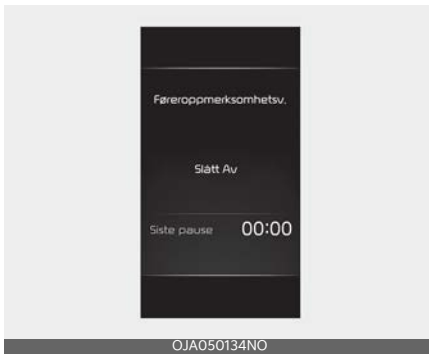 Føreroppmerksomhetsv.
Slått Av
Siste pause 00:00
OJA050134NO